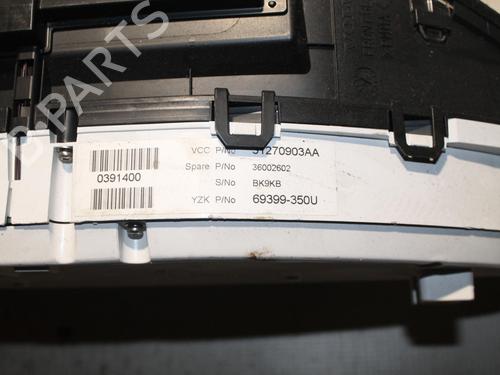 VCC P/No 31270903AA
Spare P/No 36002602
S/No BK9KB
YZK P/No 69399-350U
0391400
B-PARTS